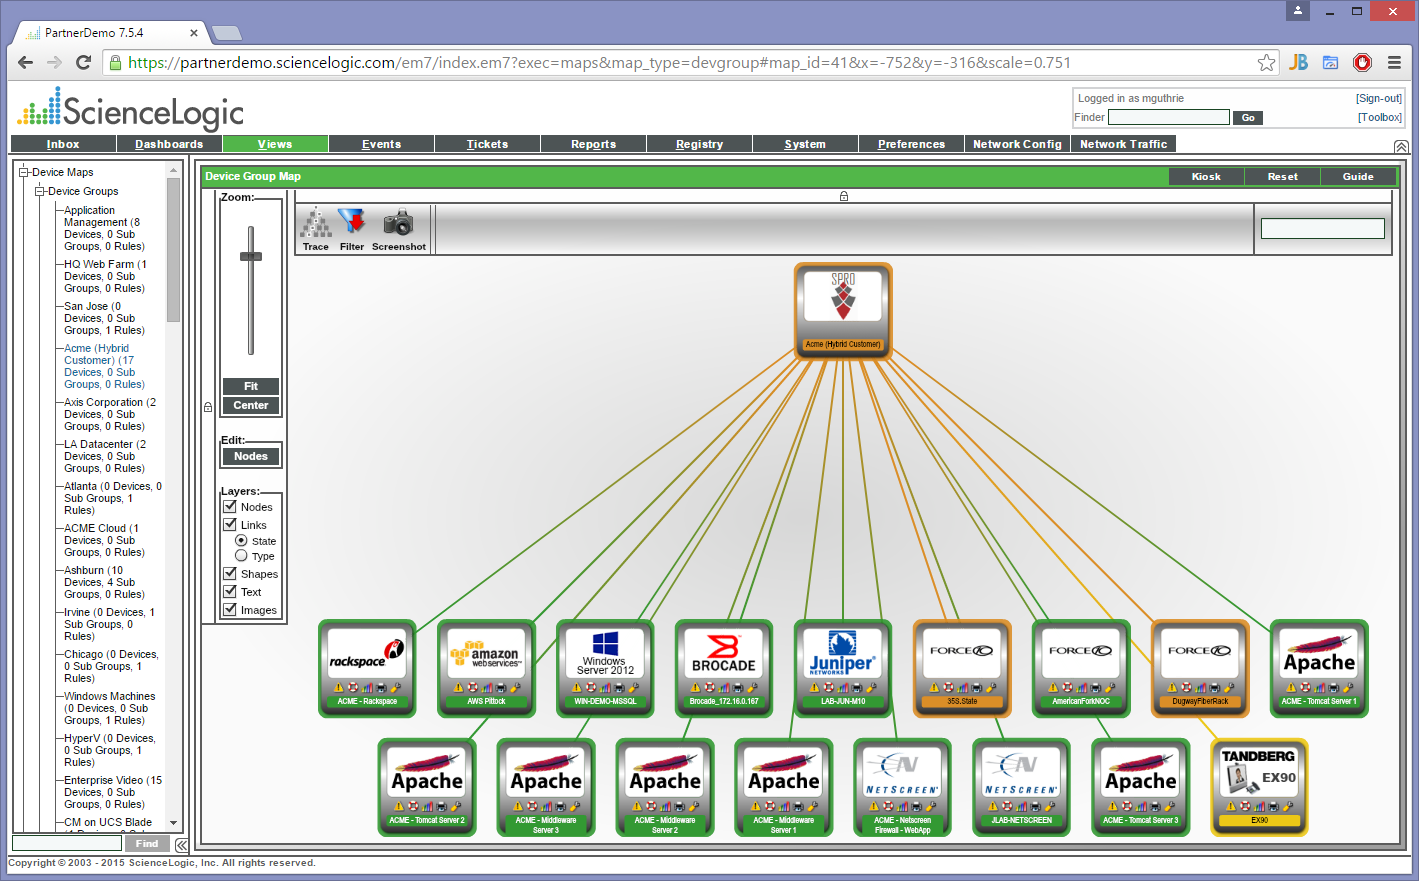 PartnerDemo 7.5.4
https://partnerdemo.sciencelogic.com/em7/index.em7?exec=maps&map_type=devgroup#map_id=41&x=-752&y=-316&scale=0.751
JB
ScienceLogic
Logged in as mguthrie
[Sign-out]
Finder
Go
[Toolbox]
Inbox
Dashboards
Views
Events
Tickets
Reports
Registry
System
Preferences
Network Config
Network Traffic
Device Maps
Device Groups
Application
Management (8
Devices, 0 Sub
Groups, 0 Rules)
HQ Web Farm (1
Devices, 0 Sub
Groups, 0 Rules)
San Jose (0
Devices, 0 Sub
Groups, 1 Rules)
Acme (Hybrid
Customer) (17
Devices, 0 Sub
Groups, 0 Rules)
Axis Corporation (2
Devices, 0 Sub
Groups, 0 Rules)
LA Datacenter (2
Devices, 0 Sub
Groups, 0 Rules)
Atlanta (0 Devices, 0
Sub Groups, 1
Rules)
ACME Cloud (1
Devices, 0 Sub
Groups, 0 Rules)
Ashburn (10
Devices, 4 Sub
Groups, 0 Rules)
Irvine (0 Devices, 1
Sub Groups, 0
Rules)
Chicago (0 Devices,
0 Sub Groups, 1
Rules)
Windows Machines
(0 Devices, 0 Sub
Groups, 1 Rules)
HyperV (0 Devices,
0 Sub Groups, 1
Rules)
Enterprise Video (15
Devices, 0 Sub
Groups, 0 Rules)
CM on UCS Blade
Find
Device Group Map
Kiosk
Reset
Guide
Zoom:
Fit
Center
Edit:
Nodes
Layers:
Nodes
Links
State
Type
Shapes
Text
Images
Trace
Filter
Screenshot
SPRO
Acme (Hybrid Customer)
rackspace
ACME - Rackspace
amazon
web services™
AWS Pittock
Windows
Server 2012
WIN-DEMO-MSSQL
BROCADE
Brocade_172.16.0.167
Juniper
NETWORKS
LAB-JUN-M10
FORCE10
35S.State
FORCE10
AmericanForkNOC
FORCE10
DugwayFiberRack
Apache
ACME - Tomcat Server 1
Apache
ACME - Tomcat Server 2
Apache
ACME - Middleware
Server 3
Apache
ACME - Middleware
Server 2
Apache
ACME - Middleware
Server 1
NETSCREEN
ACME - Netscreen
Firewall - WebApp
NETSCREEN
JLAB-NETSCREEN
Apache
ACME - Tomcat Server 3
TANDBERG
EX90
EX90
Copyright © 2003 - 2015 ScienceLogic, Inc. All rights reserved.